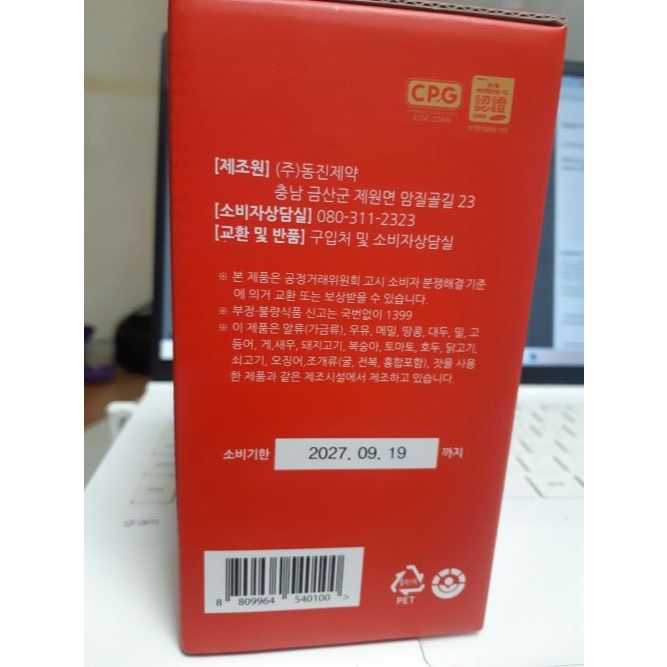 CPG
認證
[제조원] (주)동진제약
충남 금산군 제원면 암질골길 23
[소비자상담실] 080-311-2323
[교환 및 반품] 구입처 및 소비자상담실
※ 본 제품은 공정거래위원회 고시 소비자 분쟁해결 기준
에 의거 교환 또는 보상받을 수 있습니다.
※ 부정·불량식품 신고는 국번없이 1399
※ 이 제품은 알류(가금류), 우유, 메밀, 땅콩, 대두, 밀, 고
등어, 게,새우, 돼지고기, 복숭아, 토마토, 호두, 닭고기,
쇠고기, 오징어,조개류(굴, 전복, 홍합포함), 잣을 사용
한 제품과 같은 제조시설에서 제조하고 있습니다.
소비기한 2027. 09. 19 까지
gram
8 809964 540100 >
PET